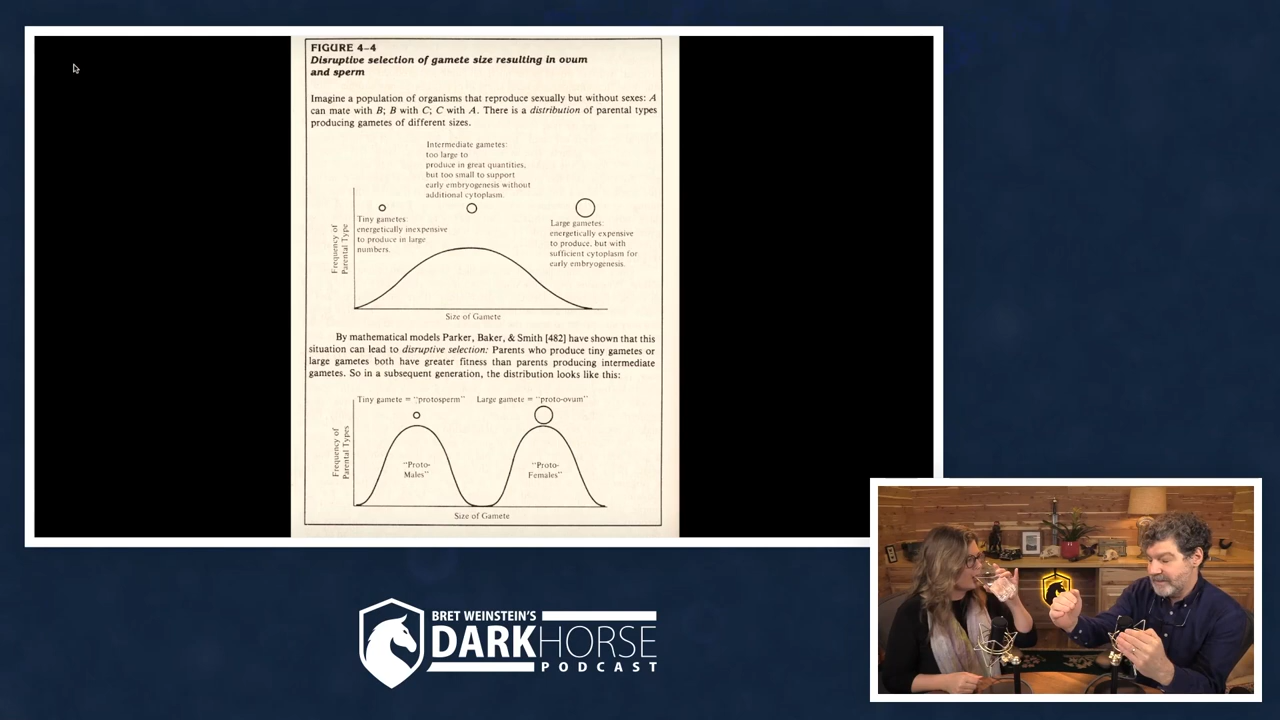 FIGURE 4–4
Disruptive selection of gamete size resulting in ovum
and sperm
Imagine a population of organisms that reproduce sexually but without sexes: A
can mate with B; B with C; C with A. There is a distribution of parental types
producing gametes of different sizes.
Intermediate gametes:
too large to
produce in great quantities,
but too small to support
early embryogenesis without
additional cytoplasm.
Tiny gametes:
energetically inexpensive
to produce in large
numbers.
Large gametes:
energetically expensive
to produce, but with
sufficient cytoplasm for
early embryogenesis.
Frequency of
Parental Type
Size of Gamete
By mathematical models Parker, Baker, & Smith [482] have shown that this
situation can lead to disruptive selection: Parents who produce tiny gametes or
large gametes both have greater fitness than parents producing intermediate
gametes. So in a subsequent generation, the distribution looks like this:
Tiny gamete = “protosperm”
Large gamete = “proto-ovum”
Frequency of
Parental Types
“Proto-
Males”
“Proto-
Females”
Size of Gamete
BRET WEINSTEIN'S
DARKHORSE
PODCAST